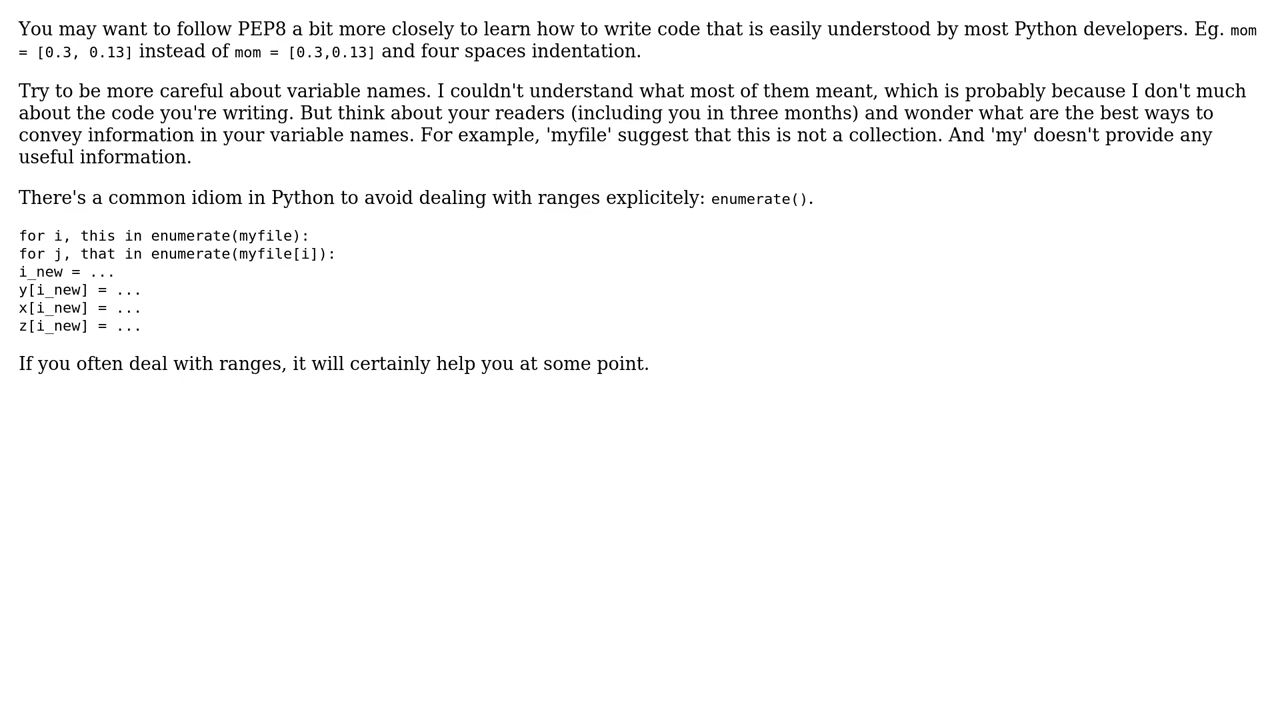 You may want to follow PEP8 a bit more closely to learn how to write code that is easily understood by most Python developers. Eg. mom
= [0.3, 0.13] instead of mom = [0.3,0.13] and four spaces indentation.
Try to be more careful about variable names. I couldn't understand what most of them meant, which is probably because I don't much
about the code you're writing. But think about your readers (including you in three months) and wonder what are the best ways to
convey information in your variable names. For example, 'myfile' suggest that this is not a collection. And 'my' doesn't provide any
useful information.
There's a common idiom in Python to avoid dealing with ranges explicitely: enumerate().
for i, this in enumerate(myfile):
for j, that in enumerate(myfile[i]):
i_new = ...
y[i_new] = ...
x[i_new] = ...
z[i_new] = ...
If you often deal with ranges, it will certainly help you at some point.